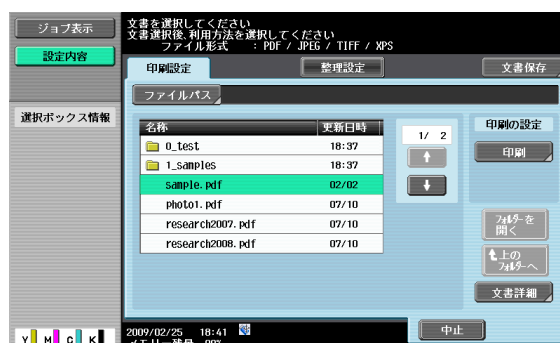 ジョブ表示
設定内容
選択ボックス情報
文書を選択してください
文書選択後、利用方法を選択してください
ファイル形式 : PDF / JPEG / TIFF / XPS
印刷設定
整理設定
文書保存
ファイルパス
名称 更新日時
0_test 18:37
1_samples 18:37
sample.pdf 02/02
photo1.pdf 07/10
research2007.pdf 07/10
research2008.pdf 07/10
1/ 2
印刷の設定
印刷
フォルダーを
開く
上の
フォルダーへ
文書詳細
Y M C K
2009/02/25 18:41
メモリー残量 99%
中止